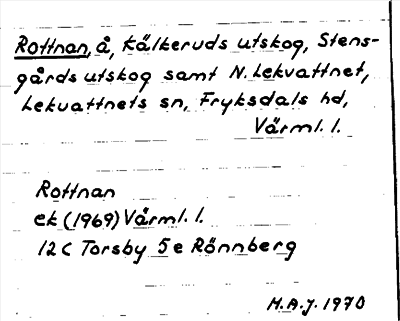 Rottnan, å, Kälkeruds utskog, Stens-
gårds utskog samt N. Lekvattnet,
Lekvattnets sn, Fryksdals hd,
Värml. l.
Rottnan
ek (1969) Värml. l.
12 C Torsby 5 e Rönnberg
H.A.J. 1970